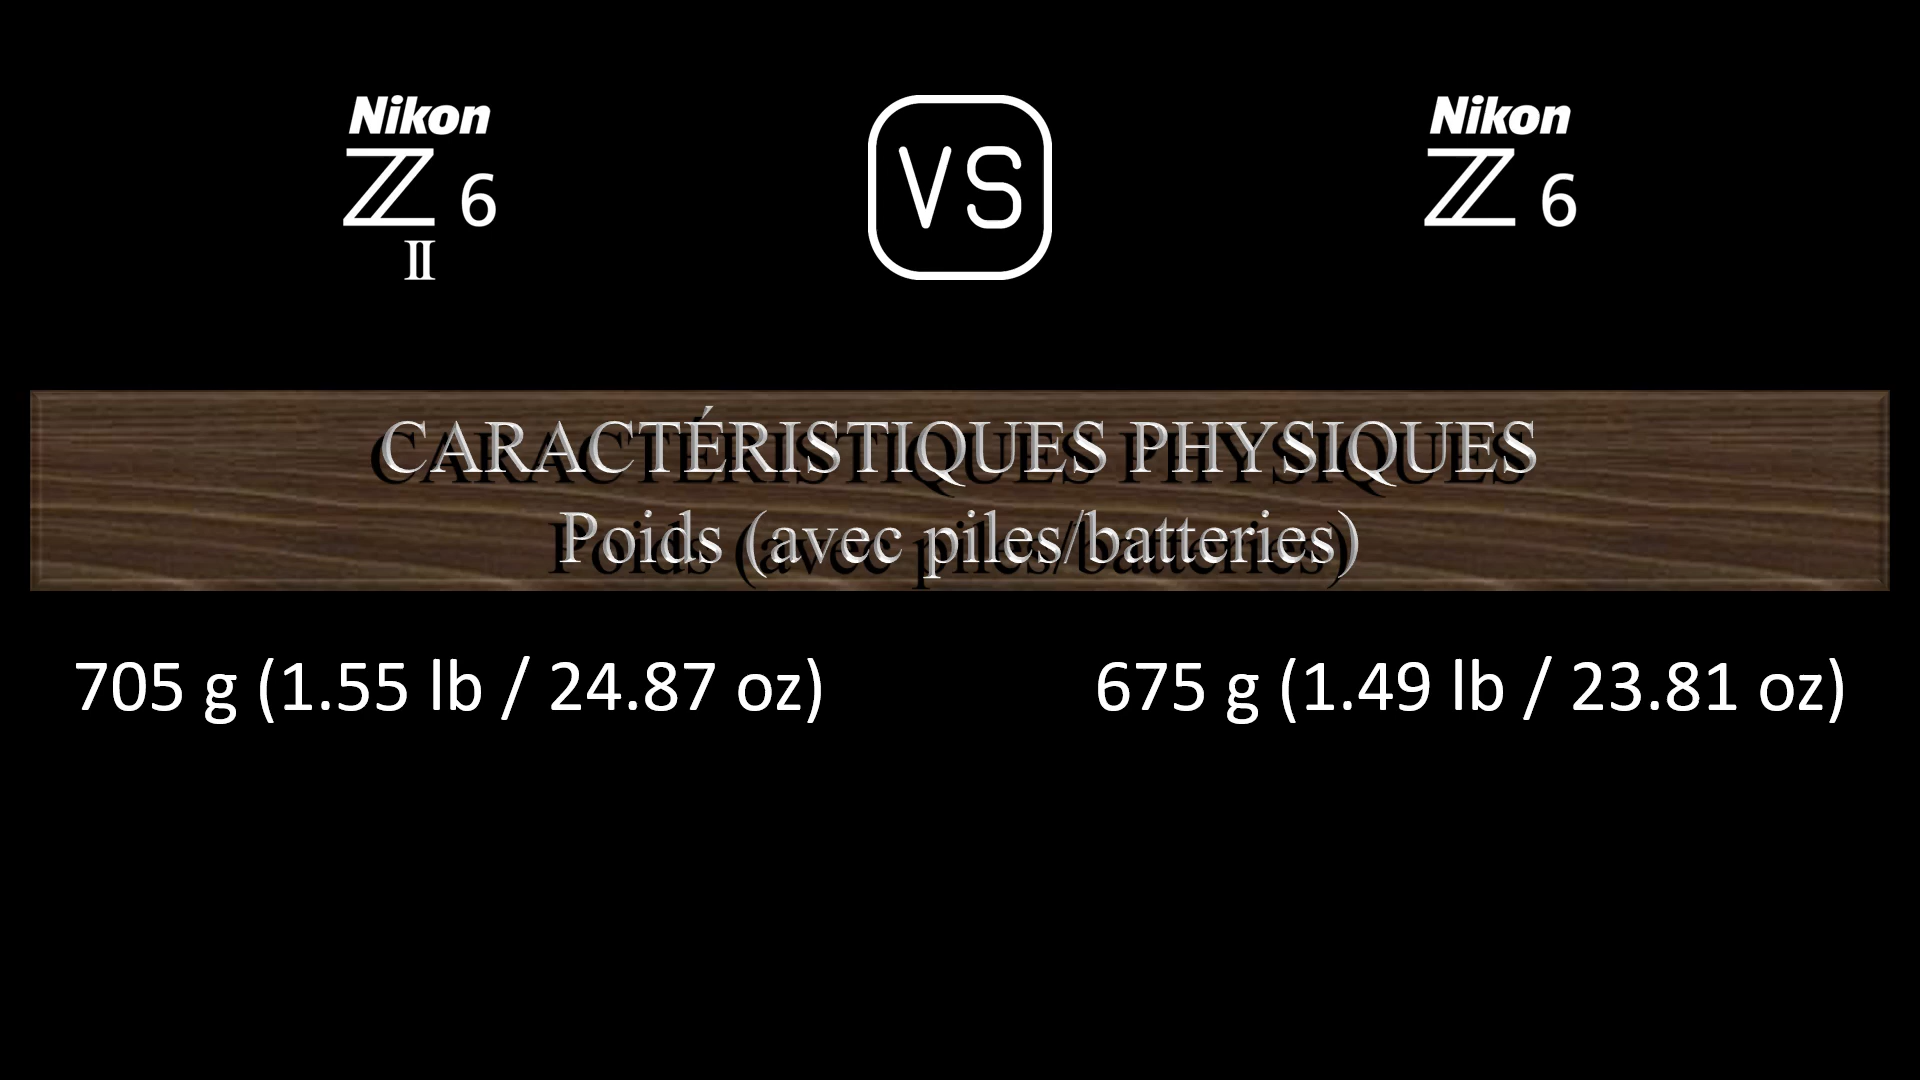 Nikon
Z 6
II
VS
Nikon
Z 6
CARACTÉRISTIQUES PHYSIQUES
Poids (avec piles/batteries)
705 g (1.55 lb / 24.87 oz)
675 g (1.49 lb / 23.81 oz)